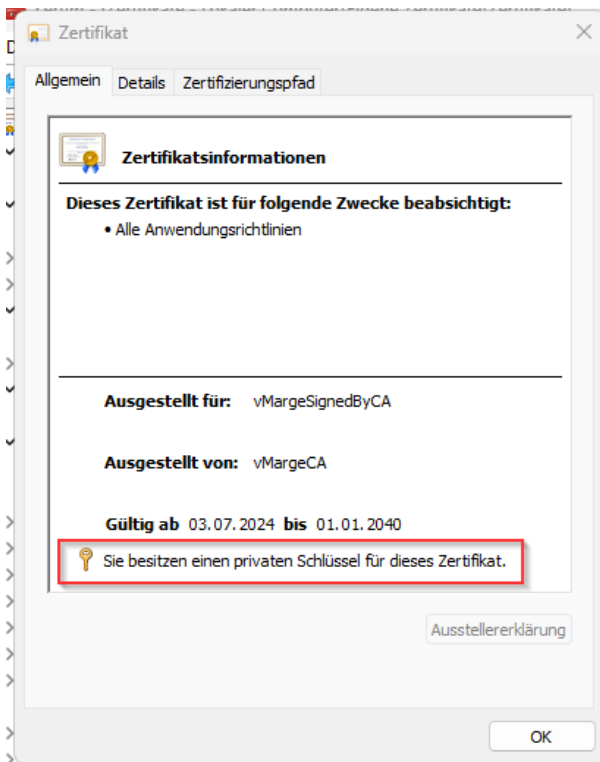 Zertifikat
Allgemein Details Zertifizierungspfad
Zertifikatsinformationen
Dieses Zertifikat ist für folgende Zwecke beabsichtigt:
• Alle Anwendungsrichtlinien
Ausgestellt für: vMargeSignedByCA
Ausgestellt von: vMargeCA
Gültig ab 03.07.2024 bis 01.01.2040
Sie besitzen einen privaten Schlüssel für dieses Zertifikat.
Ausstellererklärung
OK